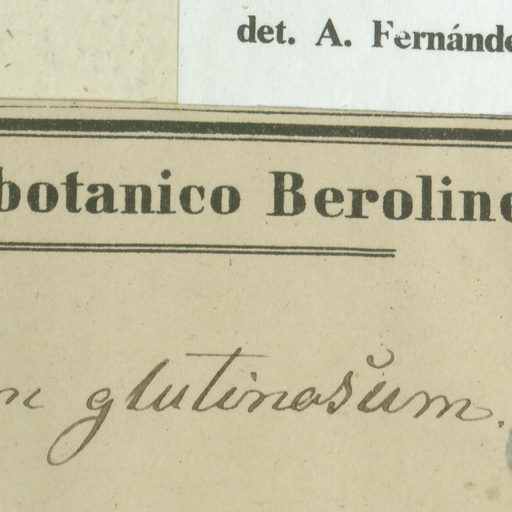 det. A. Fernánde
botanico Beroline
n glutinosum.